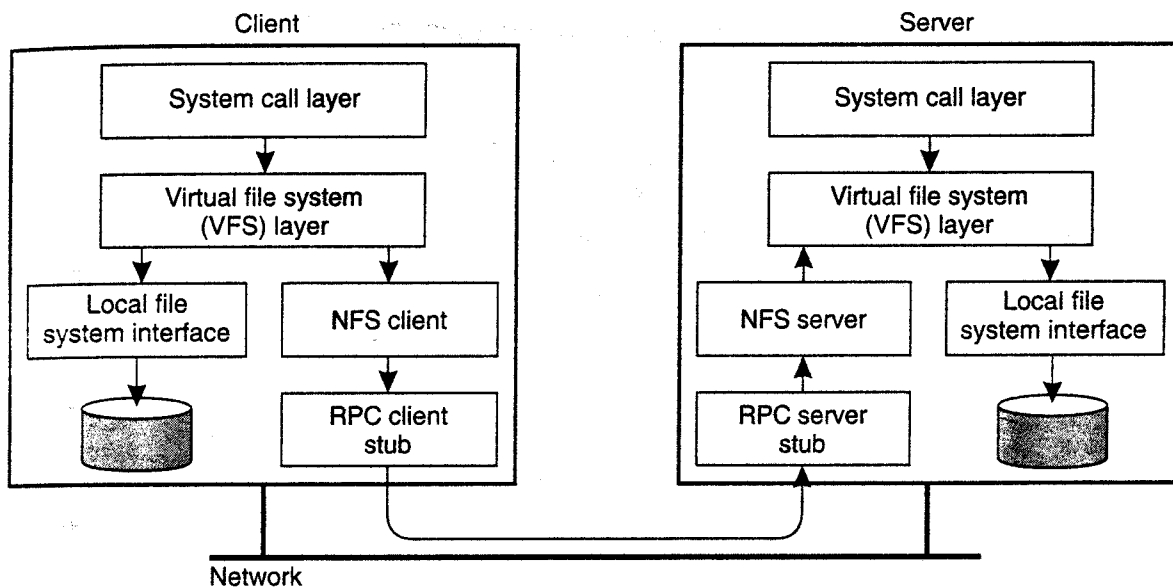 Client
System call layer
Virtual file system
(VFS) layer
Local file
system interface
NFS client
RPC client
stub
Server
System call layer
Virtual file system
(VFS) layer
NFS server
Local file
system interface
RPC server
stub
Network